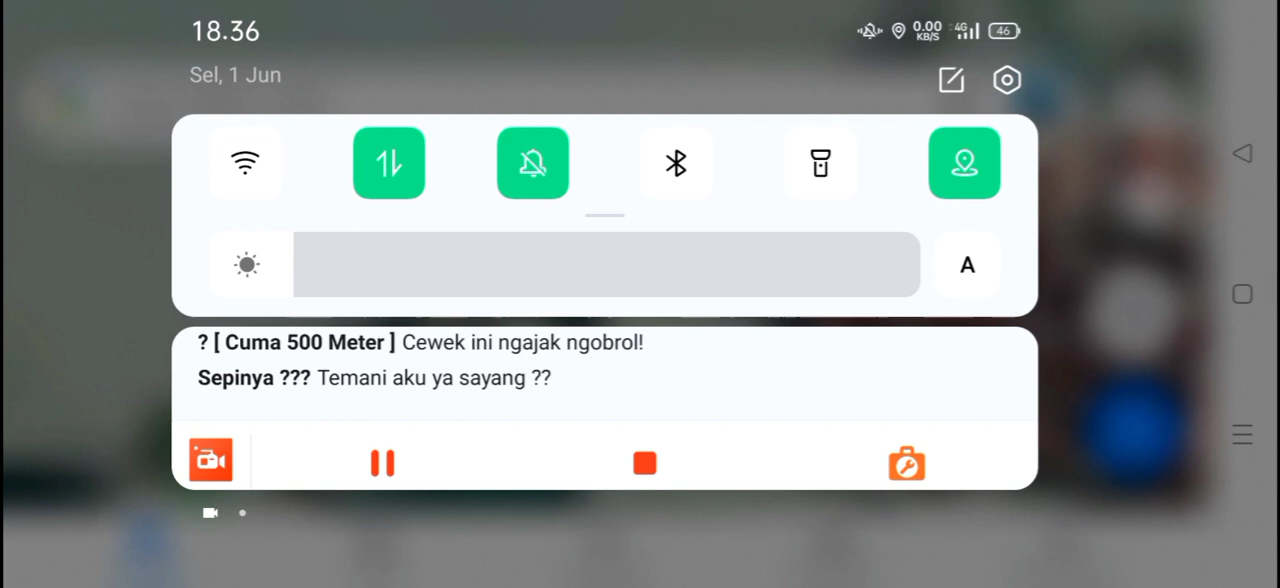 18.36
0.00
KB/S
4G
46
Sel, 1 Jun
A
? [ Cuma 500 Meter ] Cewek ini ngajak ngobrol!
Sepinya ??? Temani aku ya sayang ??